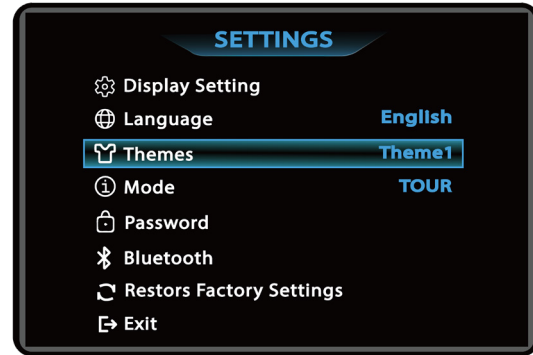 SETTINGS
Display Setting
Language English
Themes Theme1
Mode TOUR
Password
Bluetooth
Restors Factory Settings
Exit